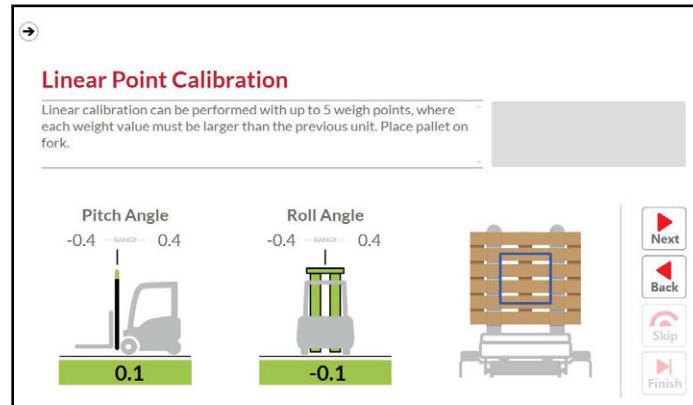 Linear Point Calibration
Linear calibration can be performed with up to 5 weigh points, where
each weight value must be larger than the previous unit. Place pallet on
fork.
Pitch Angle
-0.4 -- RANGE -- 0.4
0.1
Roll Angle
-0.4 -- RANGE -- 0.4
-0.1
Next
Back
Skip
Finish